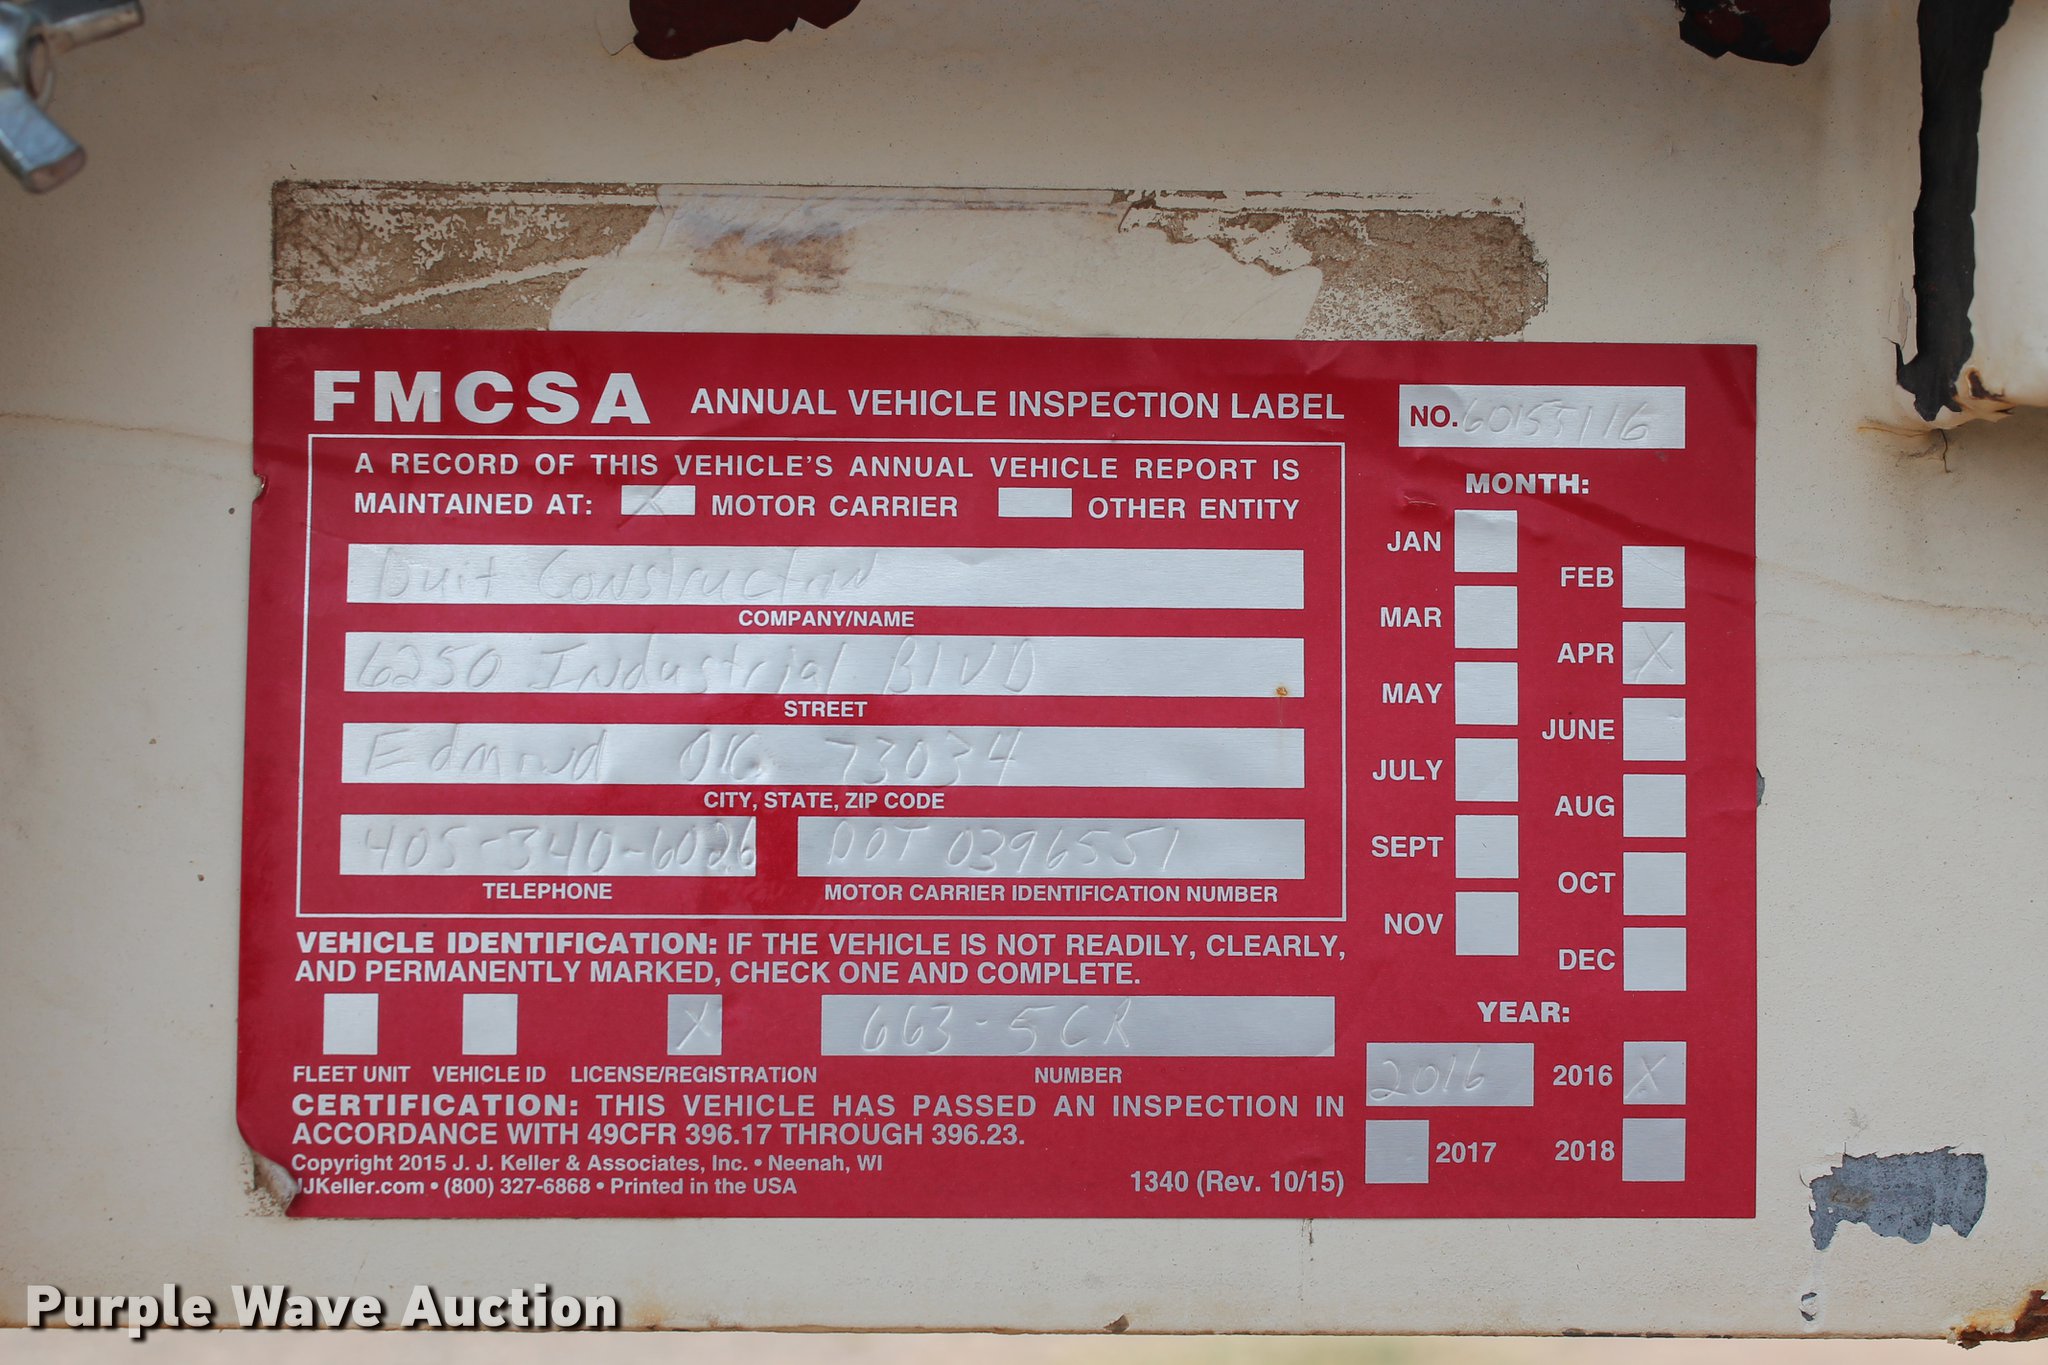 FMCSA ANNUAL VEHICLE INSPECTION LABEL
NO. 60155116
A RECORD OF THIS VEHICLE'S ANNUAL VEHICLE REPORT IS
MAINTAINED AT: X MOTOR CARRIER OTHER ENTITY
Duit Construction
COMPANY/NAME
6250 Industrial BLVD
STREET
Edmond OK. 73034
CITY, STATE, ZIP CODE
405-340-6026 DOT 0396551
TELEPHONE MOTOR CARRIER IDENTIFICATION NUMBER
VEHICLE IDENTIFICATION: IF THE VEHICLE IS NOT READILY, CLEARLY,
AND PERMANENTLY MARKED, CHECK ONE AND COMPLETE.
X 663-5CR
FLEET UNIT VEHICLE ID LICENSE/REGISTRATION NUMBER
CERTIFICATION: THIS VEHICLE HAS PASSED AN INSPECTION IN
ACCORDANCE WITH 49CFR 396.17 THROUGH 396.23.
Copyright 2015 J. J. Keller & Associates, Inc. • Neenah, WI
JJKeller.com • (800) 327-6868 • Printed in the USA
1340 (Rev. 10/15)
MONTH:
JAN
FEB
MAR
APR X
MAY
JUNE
JULY
AUG
SEPT
OCT
NOV
DEC
YEAR:
2016 2016 X
2017 2018
Purple Wave Auction